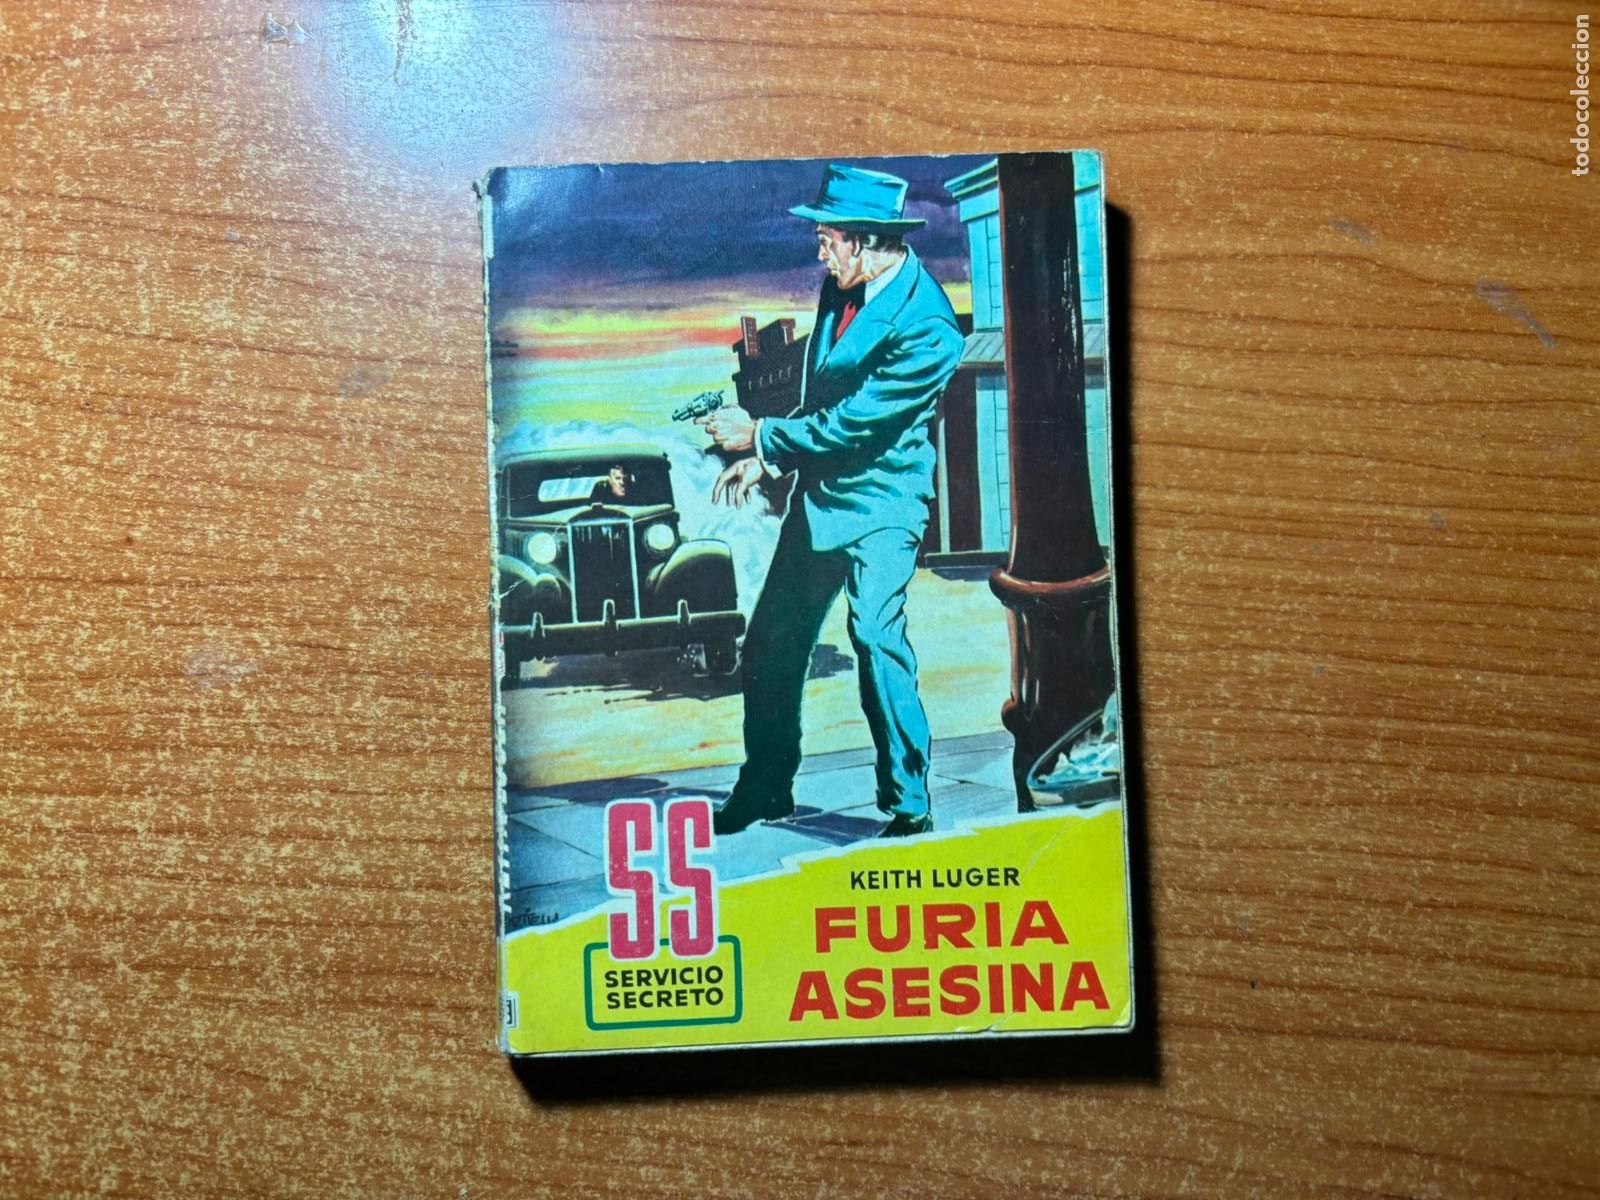 todocoleccion
SS
SERVICIO
SECRETO
KEITH LUGER
FURIA
ASESINA